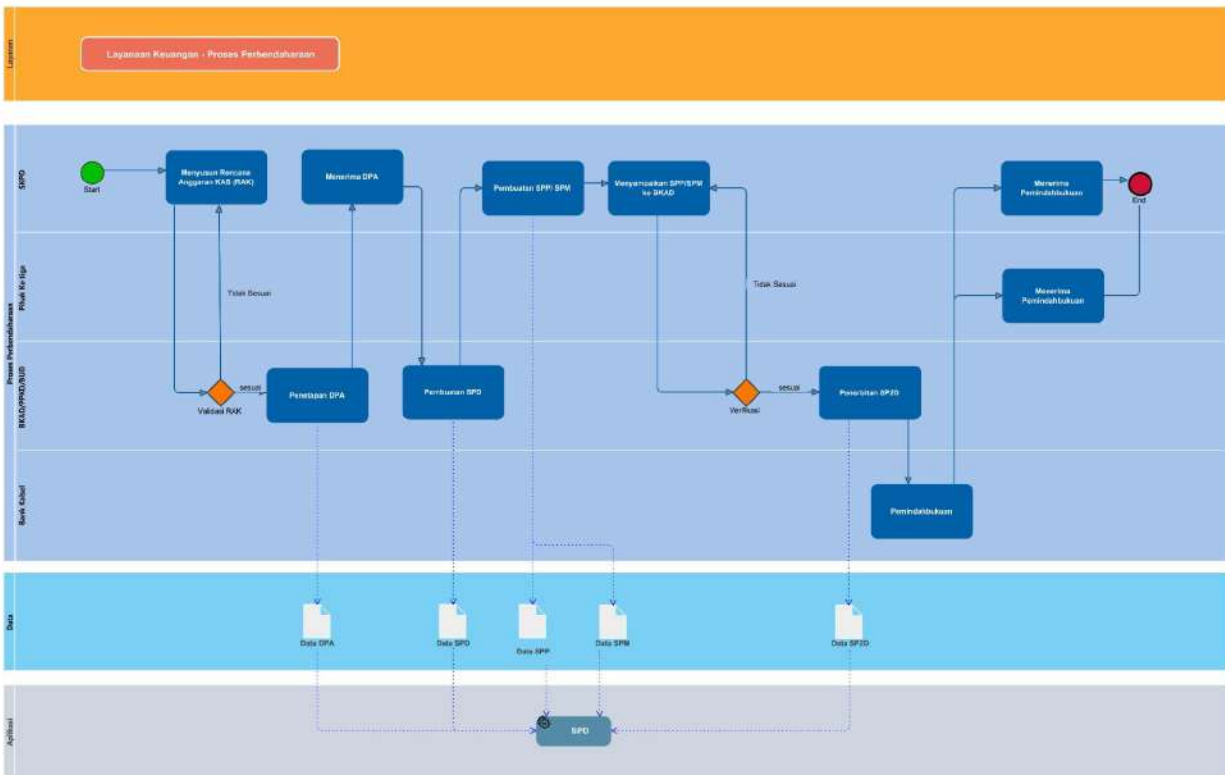 Layanan
Layanaan Keuangan - Proses Perbendaharaan
Proses Perbendaharaan
SKPD
Start
Menyusun Rencana
Anggaran KAS (RAK)
Menerima DPA
Pembuatan SPP/ SPM
Menyampaikan SPP/SPM
ke BKAD
Menerima
Pemindahbukuan
End
Pihak Ke tiga
Tidak Sesuai
Tidak Sesuai
Menerima
Pemindahbukuan
BKAD/PPKD/BUD
Validasi RAK
sesuai
Penetapan DPA
Pembuatan SPD
Verifikasi
sesuai
Penerbitan SP2D
Bank Kalsel
Pemindahbukuan
Data
Data DPA
Data SPD
Data SPP
Data SPM
Data SP2D
Aplikasi
SIPD